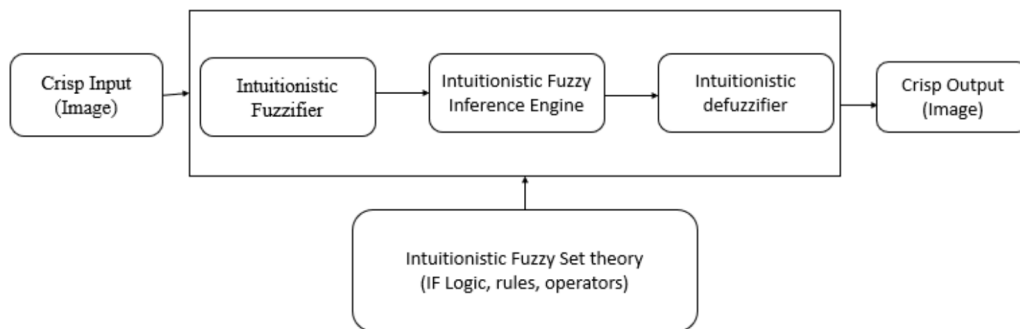 Crisp Input
(Image)
Intuitionistic
Fuzzifier
Intuitionistic Fuzzy
Inference Engine
Intuitionistic
defuzzifier
Crisp Output
(Image)
Intuitionistic Fuzzy Set theory
(IF Logic, rules, operators)